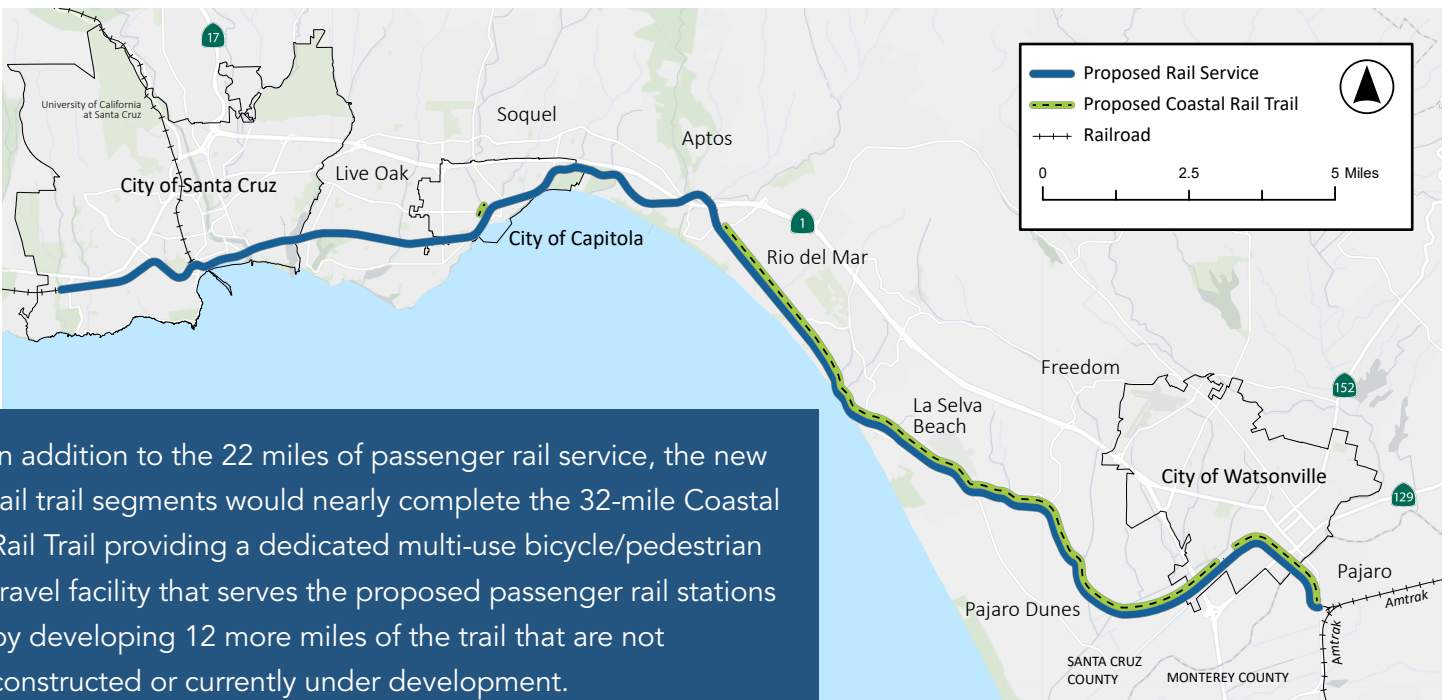 17
University of California
at Santa Cruz
City of Santa Cruz
Live Oak
Soquel
Aptos
City of Capitola
1
Rio del Mar
La Selva
Beach
Freedom
152
City of Watsonville
129
Pajaro
Amtrak
Amtrak
Pajaro Dunes
SANTA CRUZ
COUNTY
MONTEREY COUNTY
Proposed Rail Service
Proposed Coastal Rail Trail
Railroad
0 2.5 5 Miles
n addition to the 22 miles of passenger rail service, the new
ail trail segments would nearly complete the 32-mile Coastal
Rail Trail providing a dedicated multi-use bicycle/pedestrian
ravel facility that serves the proposed passenger rail stations
by developing 12 more miles of the trail that are not
constructed or currently under development.